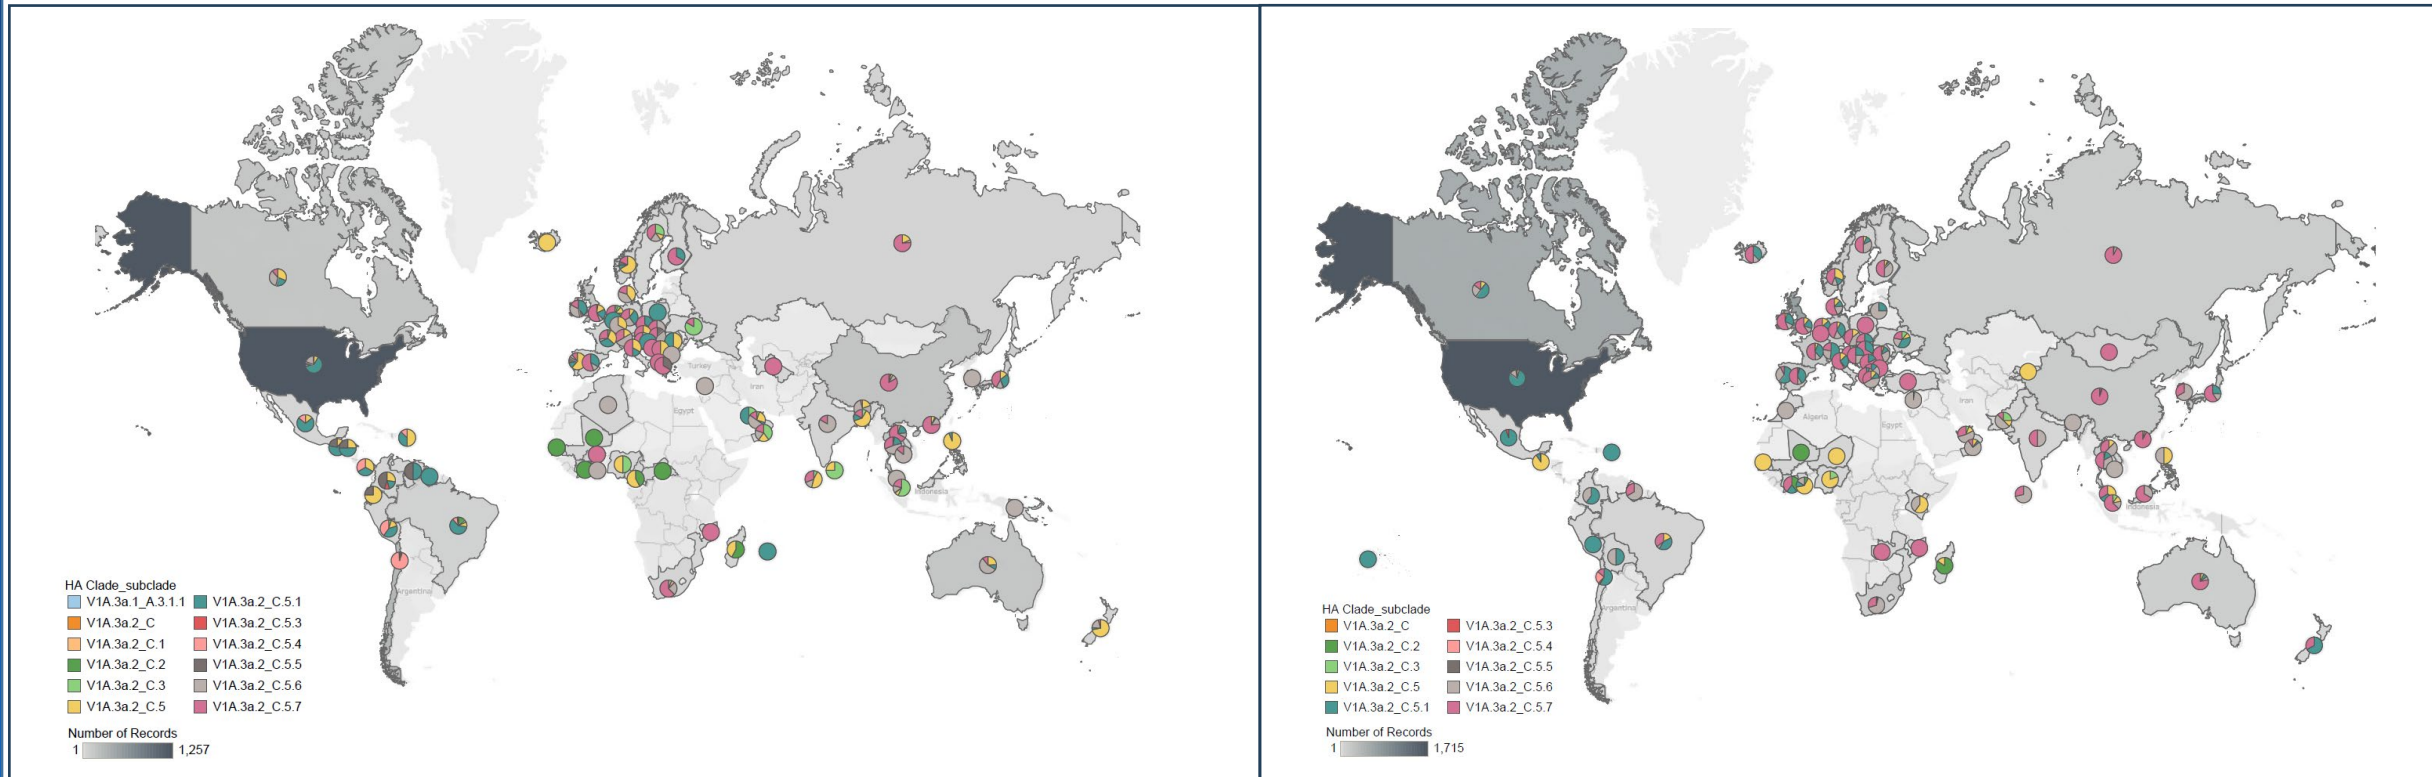 Turkey
Iran
Egypt
Indonesia
Argentina
HA Clade_subclade
V1A.3a.1_A.3.1.1
V1A.3a.2_C
V1A.3a.2_C.1
V1A.3a.2_C.2
V1A.3a.2_C.3
V1A.3a.2_C.5
V1A.3a.2_C.5.1
V1A.3a.2_C.5.3
V1A.3a.2_C.5.4
V1A.3a.2_C.5.5
V1A.3a.2_C.5.6
V1A.3a.2_C.5.7
Number of Records
1 1,257
Iran
Algeria
Egypt
Indonesia
Argentina
HA Clade_subclade
V1A.3a.2_C
V1A.3a.2_C.2
V1A.3a.2_C.3
V1A.3a.2_C.5
V1A.3a.2_C.5.1
V1A.3a.2_C.5.3
V1A.3a.2_C.5.4
V1A.3a.2_C.5.5
V1A.3a.2_C.5.6
V1A.3a.2_C.5.7
Number of Records
1 1,715